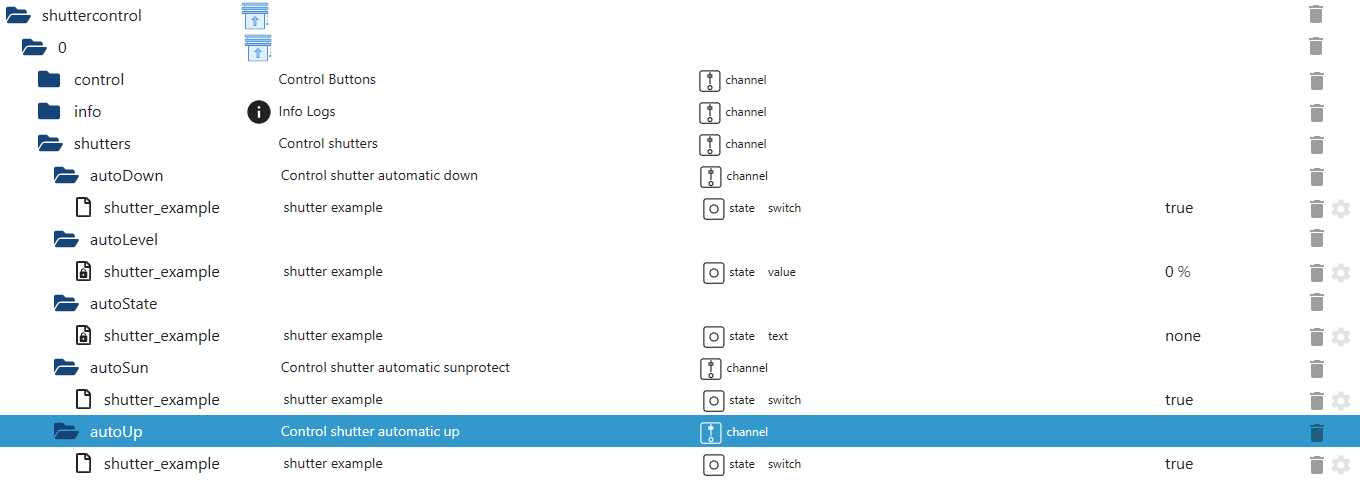 shuttercontrol
0
control Control Buttons channel
info Info Logs channel
shutters Control shutters channel
autoDown Control shutter automatic down channel
shutter_example shutter example state switch true
autoLevel
shutter_example shutter example state value 0 %
autoState
shutter_example shutter example state text none
autoSun Control shutter automatic sunprotect channel
shutter_example shutter example state switch true
autoUp Control shutter automatic up channel
shutter_example shutter example state switch true